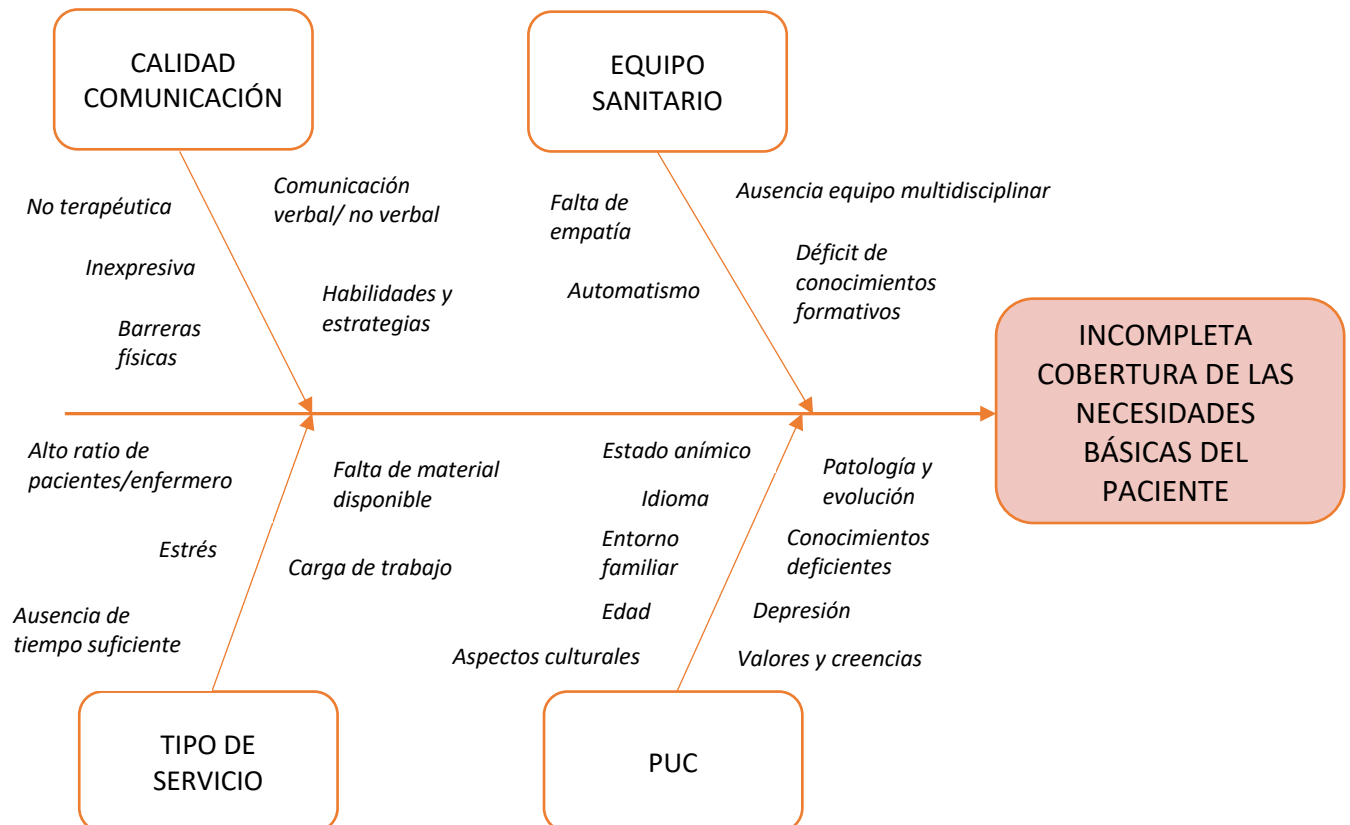 CALIDAD
COMUNICACIÓN
EQUIPO
SANITARIO
No terapéutica
Inexpresiva
Barreras
físicas
Comunicación
verbal/ no verbal
Habilidades y
estrategias
Falta de
empatía
Automatismo
Ausencia equipo multidisciplinar
Déficit de
conocimientos
formativos
INCOMPLETA
COBERTURA DE LAS
NECESIDADES
BÁSICAS DEL
PACIENTE
Alto ratio de
pacientes/enfermero
Estrés
Ausencia de
tiempo suficiente
Falta de material
disponible
Carga de trabajo
Estado anímico
Idioma
Entorno
familiar
Edad
Aspectos culturales
Patología y
evolución
Conocimientos
deficientes
Depresión
Valores y creencias
TIPO DE
SERVICIO
PUC